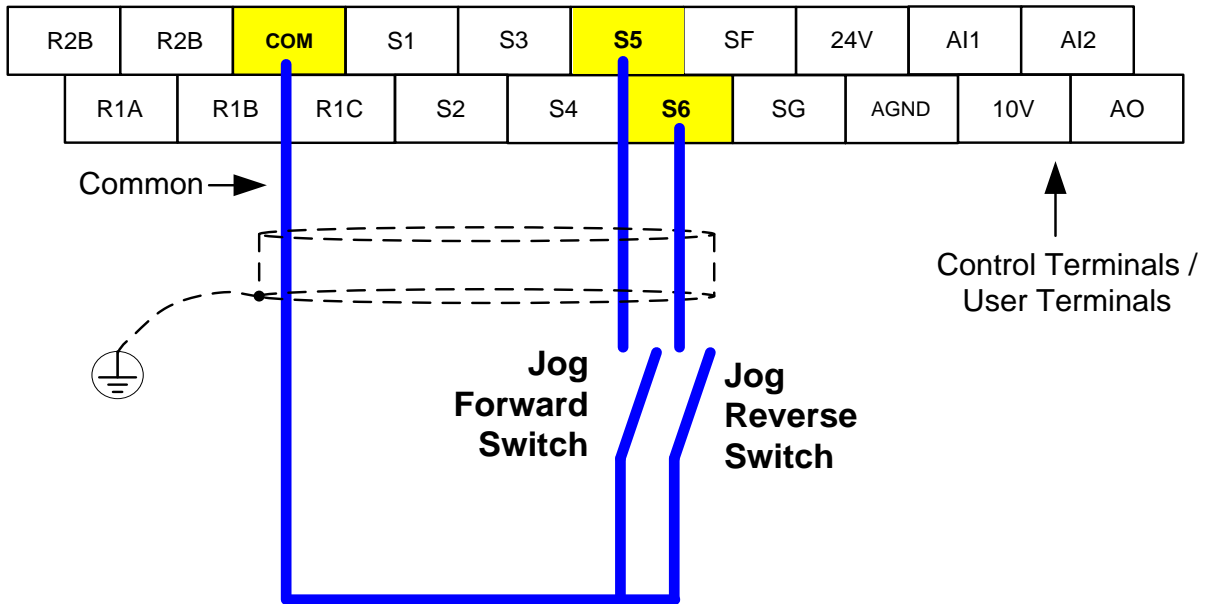 R2B R2B COM S1 S3 S5 SF 24V AI1 AI2
R1A R1B R1C S2 S4 S6 SG AGND 10V AO
Common
Control Terminals /
User Terminals
Jog
Forward
Switch
Jog
Reverse
Switch